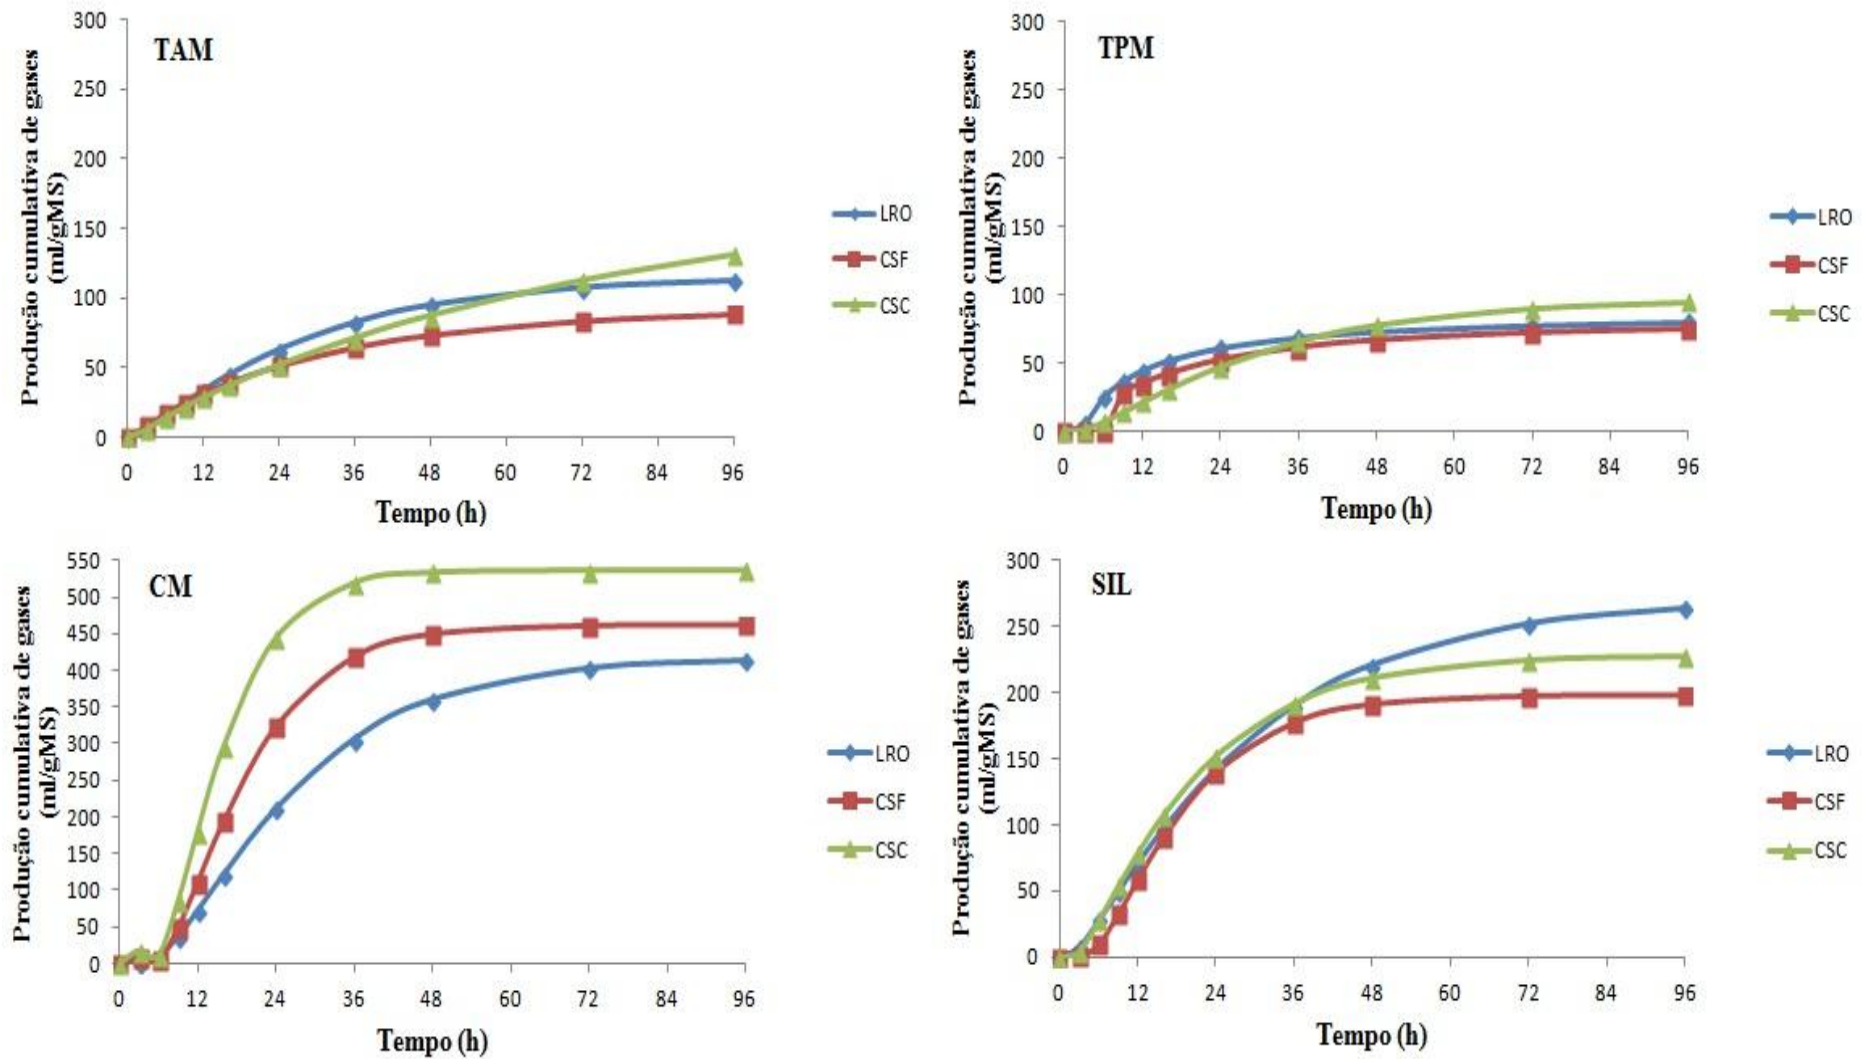 TAM
Produção cumulativa de gases
(ml/gMS)
300
250
200
150
100
50
0
0 12 24 36 48 60 72 84 96
Tempo (h)
LRO
CSF
CSC
TPM
Produção cumulativa de gases
(ml/gMS)
300
250
200
150
100
50
0
0 12 24 36 48 60 72 84 96
Tempo (h)
LRO
CSF
CSC
CM
Produção cumulativa de gases
(ml/gMS)
550
500
450
400
350
300
250
200
150
100
50
0
0 12 24 36 48 60 72 84 96
Tempo (h)
LRO
CSF
CSC
SIL
Produção cumulativa de gases
(ml/gMS)
300
250
200
150
100
50
0
0 12 24 36 48 60 72 84 96
Tempo (h)
LRO
CSF
CSC